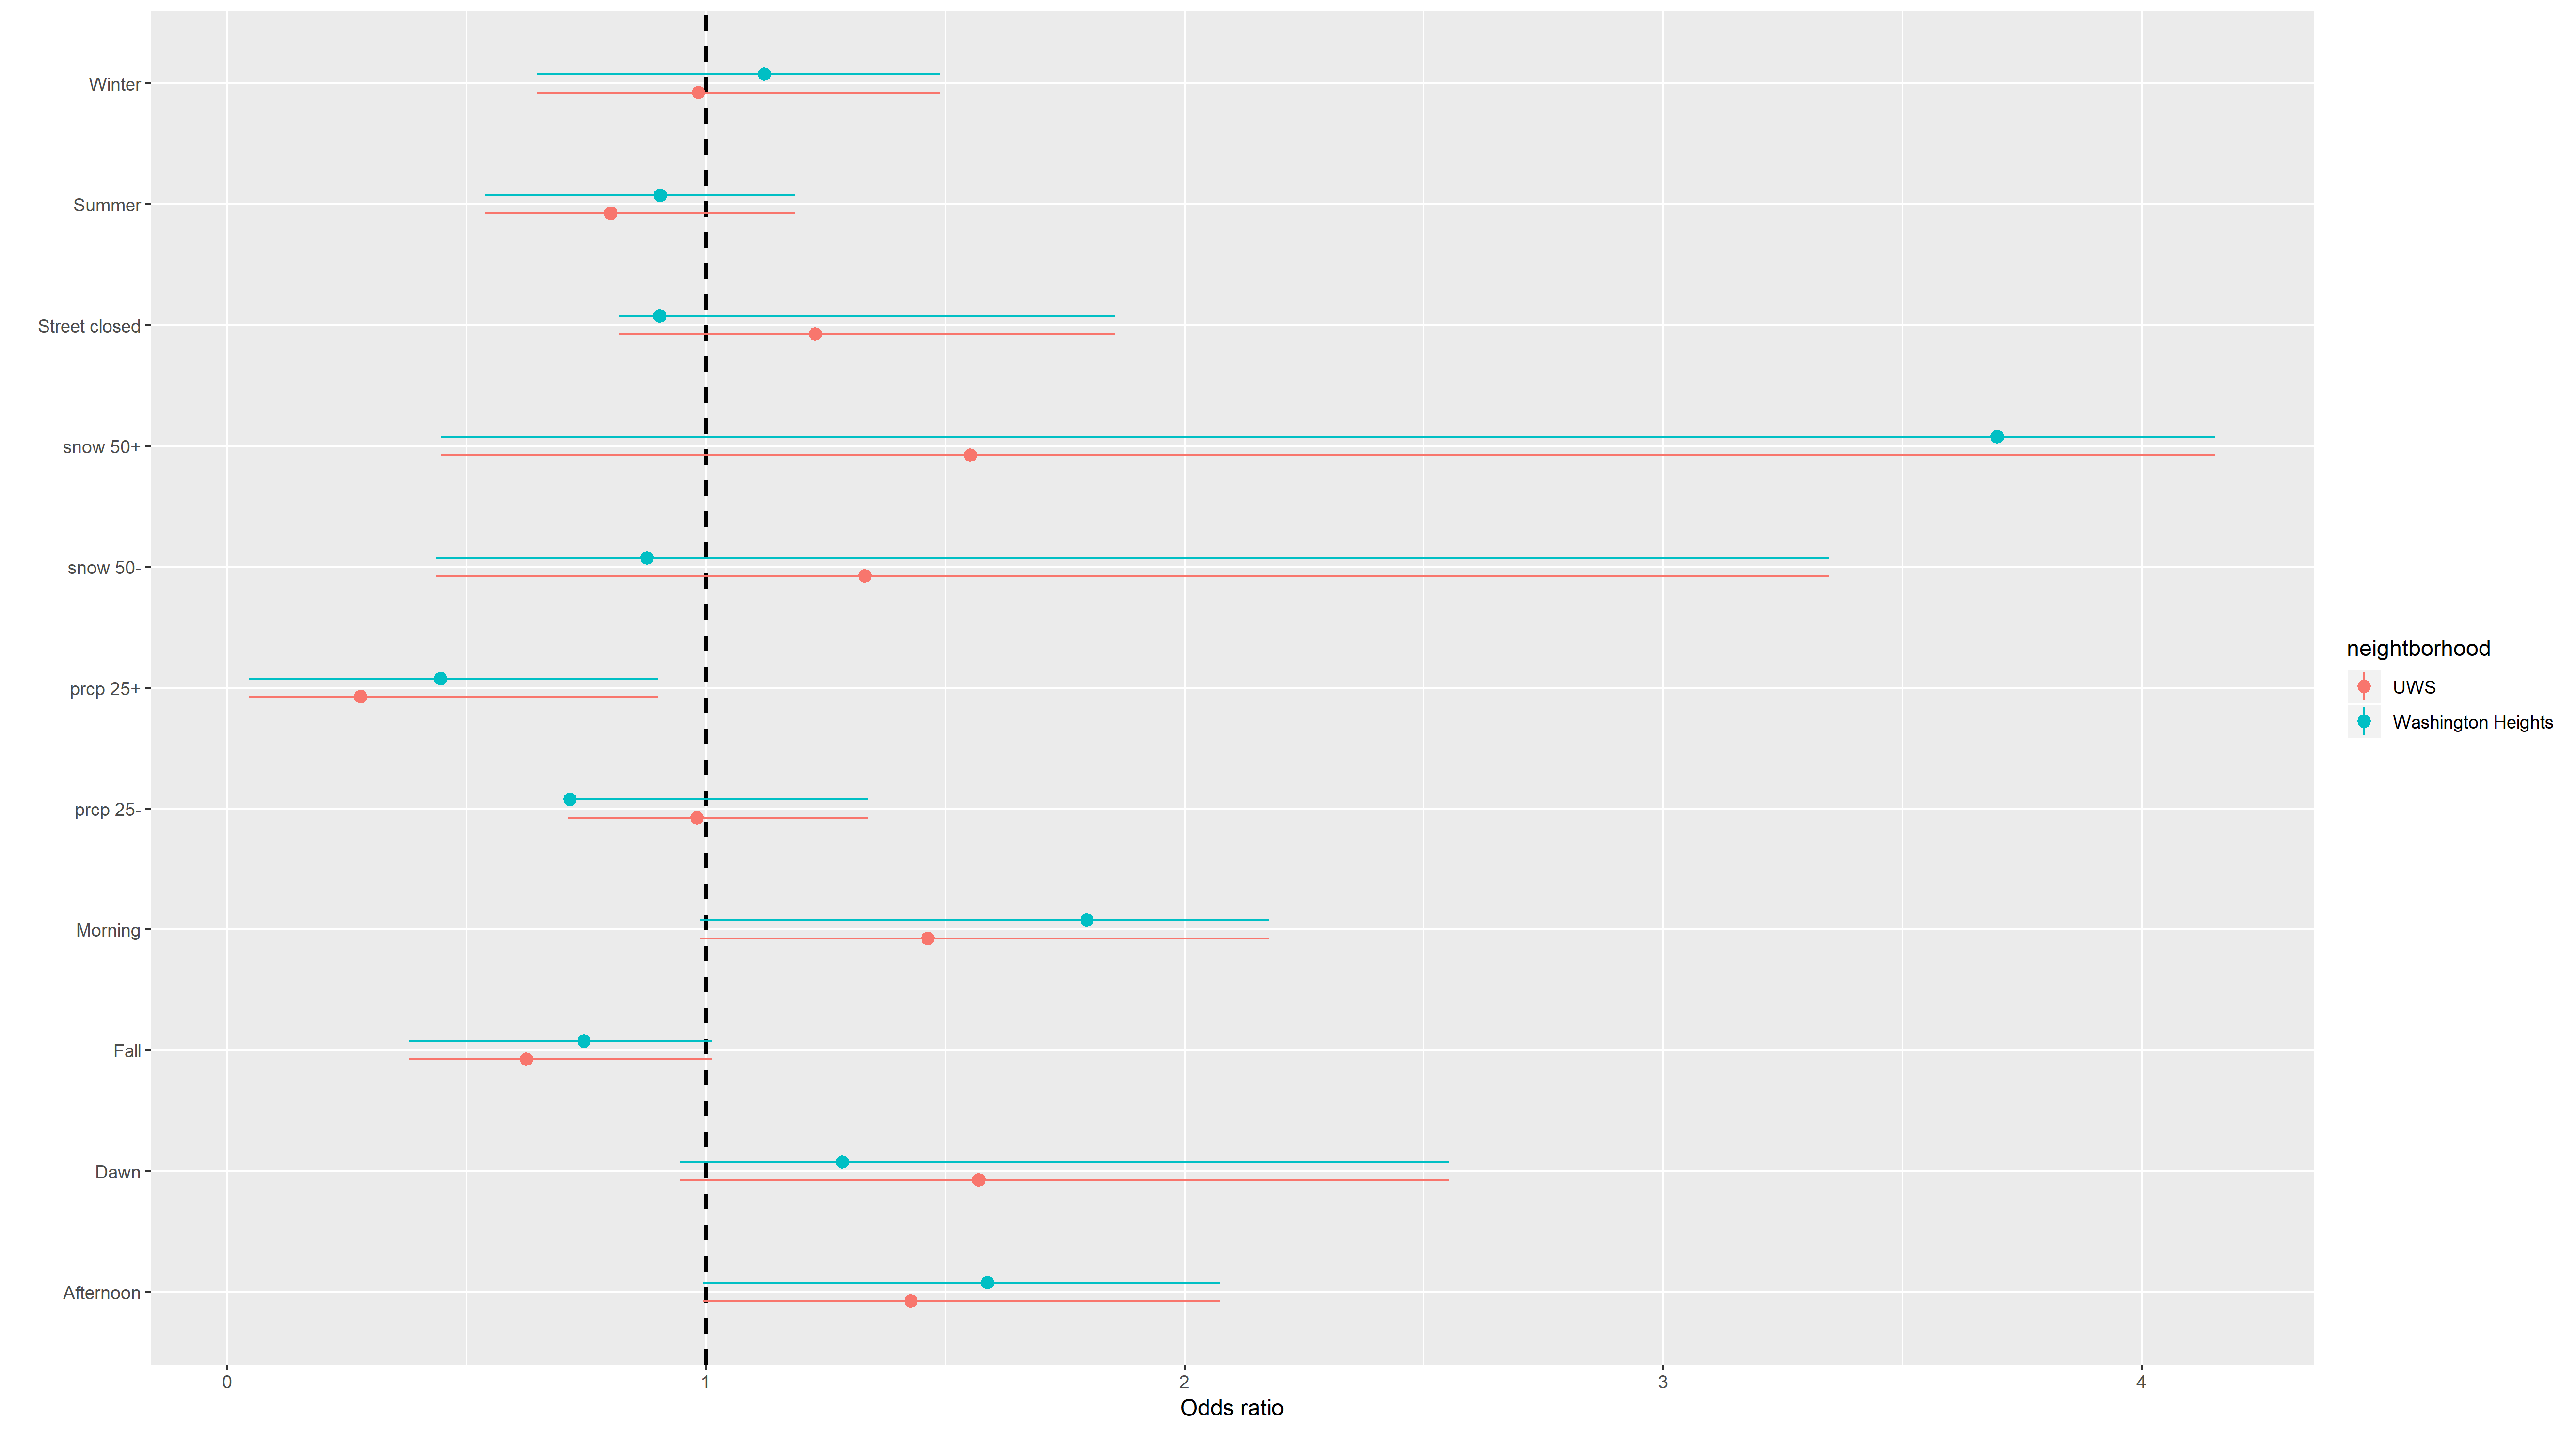 Winter
Summer
Street closed
snow 50+
snow 50-
prcp 25+
prcp 25-
Morning
Fall
Dawn
Afternoon
0 1 2 3 4
Odds ratio
neightborhood
UWS
Washington Heights